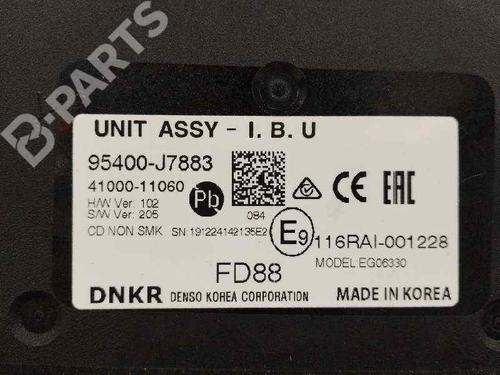 B-PARTS
UNIT ASSY - I. B. U
95400-J7883
41000-11060
H/W Ver: 102
S/W Ver: 205
Pb
084
CE EAC
CD NON SMK SN 191224142135E2
E9 116RAI-001228
MODEL:EG06330
FD88
DNKR DENSO KOREA CORPORATION MADE IN KOREA